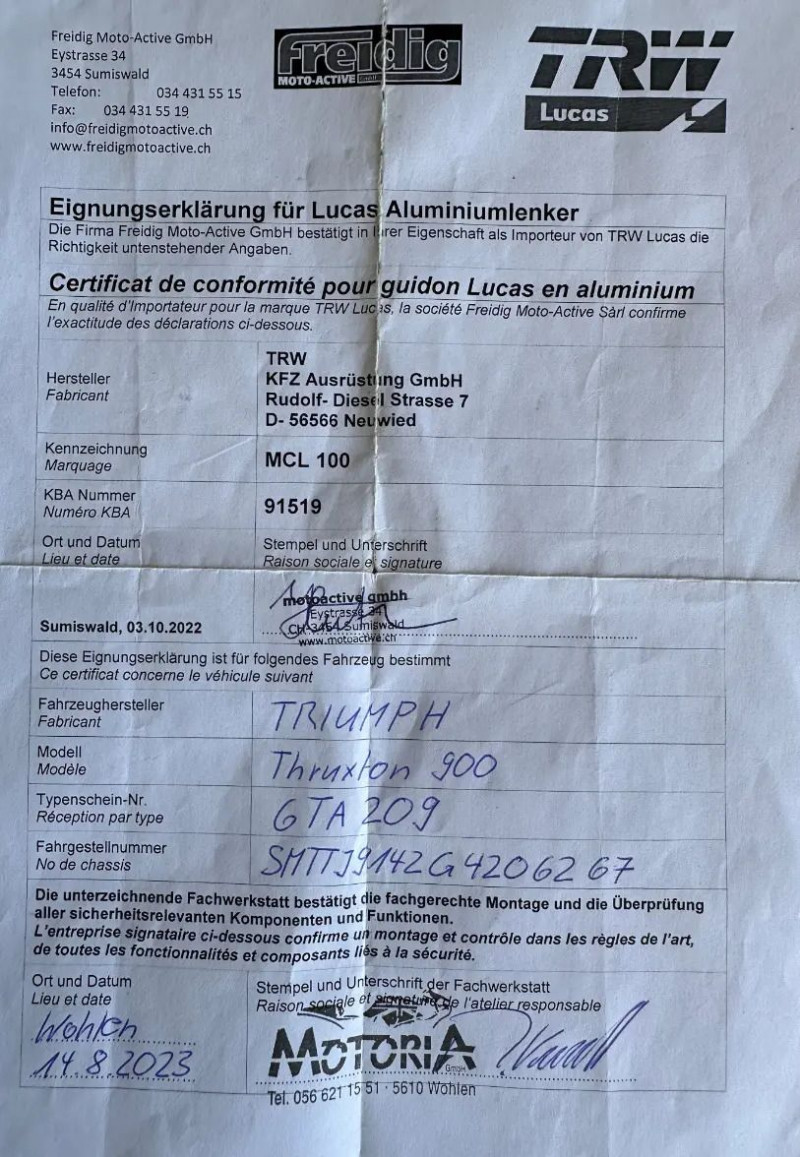 Freidig Moto-Active GmbH
Eystrasse 34
3454 Sumiswald
Telefon: 034 431 55 15
Fax: 034 431 55 19
info@freidigmotoactive.ch
www.freidigmotoactive.ch
freidig
MOTO-ACTIVE GMBH
TRW
Lucas
Eignungserklärung für Lucas Aluminiumlenker
Die Firma Freidig Moto-Active GmbH bestätigt in Ihrer Eigenschaft als Importeur von TRW Lucas die
Richtigkeit untenstehender Angaben.
Certificat de conformité pour guidon Lucas en aluminium
En qualité d'Importateur pour la marque TRW Lucas, la société Freidig Moto-Active Sàrl confirme
l'exactitude des déclarations ci-dessous.
Hersteller
Fabricant
TRW
KFZ Ausrüstung GmbH
Rudolf- Diesel Strasse 7
D- 56566 Neuwied
Kennzeichnung
Marquage
MCL 100
KBA Nummer
Numéro KBA
91519
Ort und Datum
Lieu et date
Stempel und Unterschrift
Raison sociale et signature
Sumiswald, 03.10.2022
motoactive gmbh
Eystrasse 34
CH-3454 Sumiswald
www.motoactive.ch
Diese Eignungserklärung ist für folgendes Fahrzeug bestimmt
Ce certificat concerne le véhicule suivant
Fahrzeughersteller
Fabricant
TRIUMPH
Modell
Modèle
Thruxton 900
Typenschein-Nr.
Réception par type
6TA 209
Fahrgestellnummer
No de chassis
SMTTJ9142G4206267
Die unterzeichnende Fachwerkstatt bestätigt die fachgerechte Montage und die Überprüfung
aller sicherheitsrelevanten Komponenten und Funktionen.
L'entreprise signataire ci-dessous confirme un montage et contrôle dans les règles de l'art,
de toutes les fonctionnalités et composants liés à la sécurité.
Ort und Datum
Lieu et date
Wohlen
14.8.2023
Stempel und Unterschrift der Fachwerkstatt
Raison sociale et signature de l'atelier responsable
MOTORIA GmbH
Tel. 056 621 15 51 · 5610 Wohlen